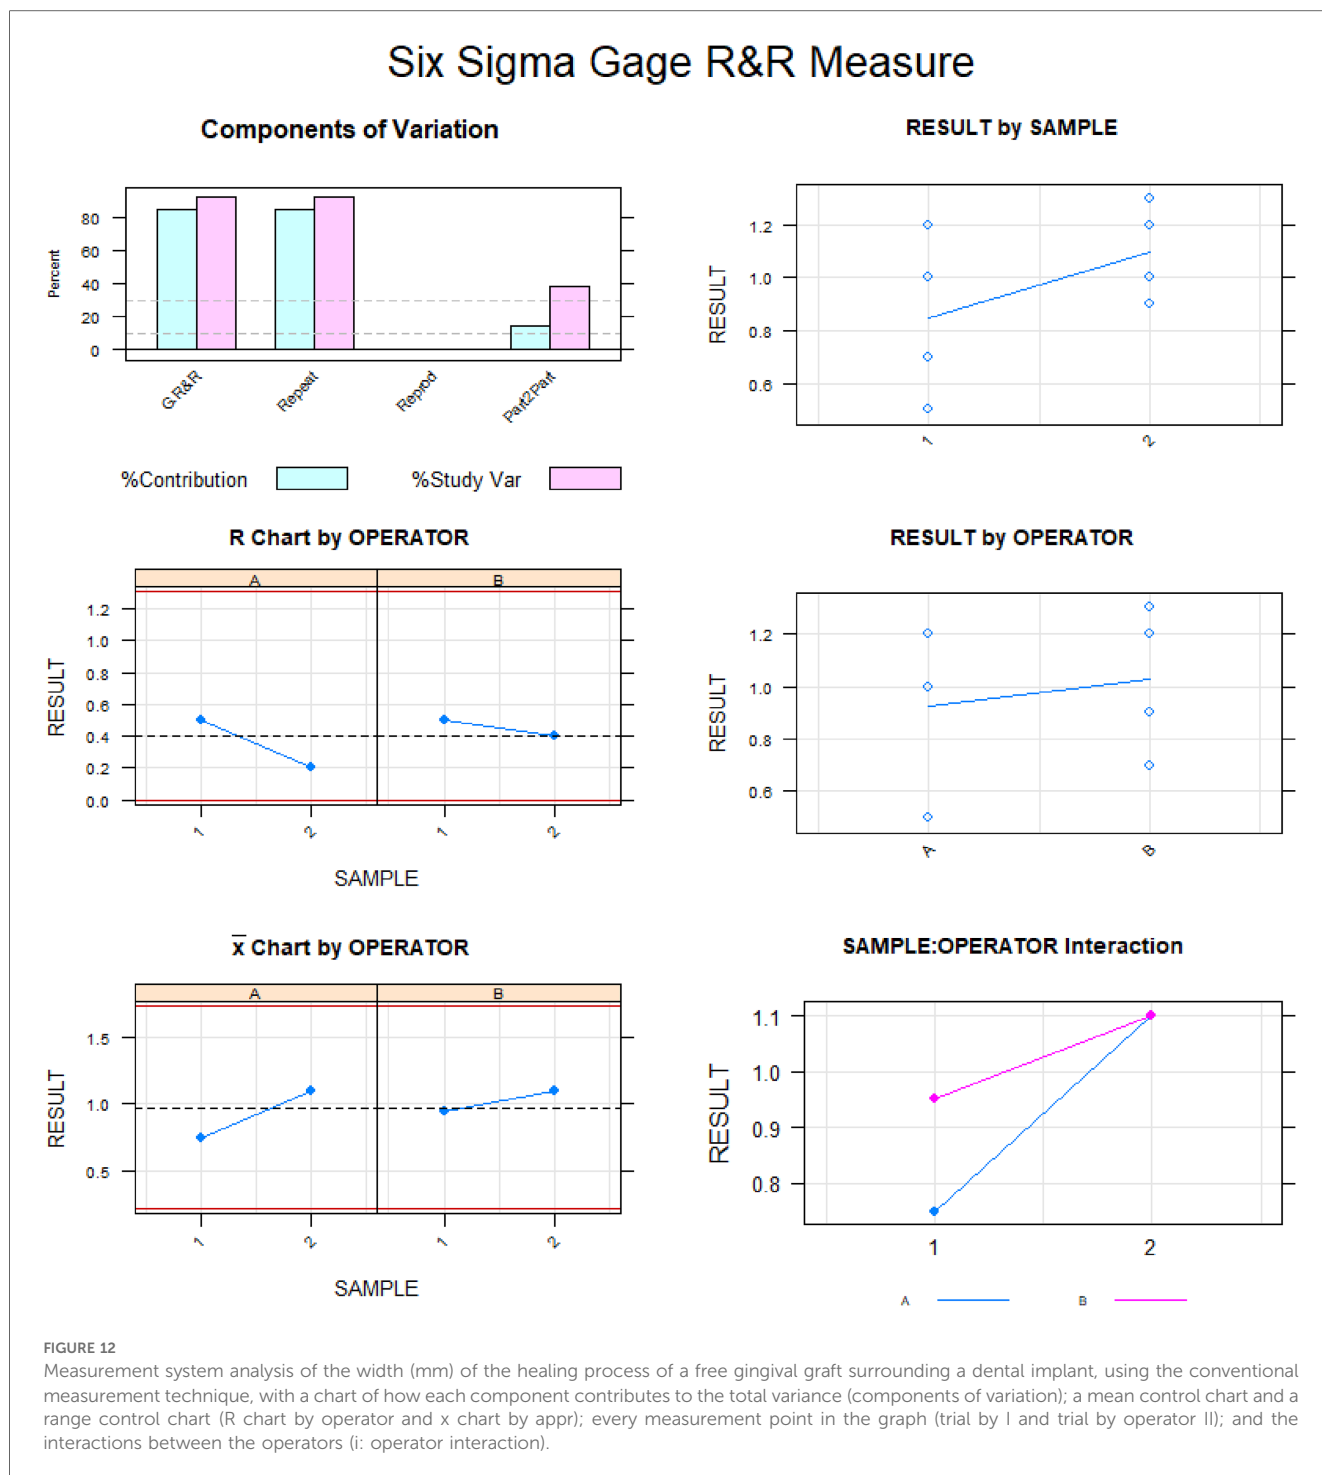 Six Sigma Gage R&R Measure
Components of Variation
Percent
80
60
40
20
0
G.R&R
Repeat
Reprod
Part2Part
%Contribution
%Study Var
RESULT by SAMPLE
RESULT
1.2
1.0
0.8
0.6
1
2
R Chart by OPERATOR
A
B
RESULT
1.2
1.0
0.8
0.6
0.4
0.2
0.0
1
2
1
2
SAMPLE
RESULT by OPERATOR
RESULT
1.2
1.0
0.8
0.6
A
B
x̅ Chart by OPERATOR
A
B
RESULT
1.5
1.0
0.5
1
2
1
2
SAMPLE
SAMPLE:OPERATOR Interaction
RESULT
1.1
1.0
0.9
0.8
1
2
A
B
FIGURE 12
Measurement system analysis of the width (mm) of the healing process of a free gingival graft surrounding a dental implant, using the conventional
measurement technique, with a chart of how each component contributes to the total variance (components of variation); a mean control chart and a
range control chart (R chart by operator and x chart by appr); every measurement point in the graph (trial by I and trial by operator II); and the
interactions between the operators (i: operator interaction).